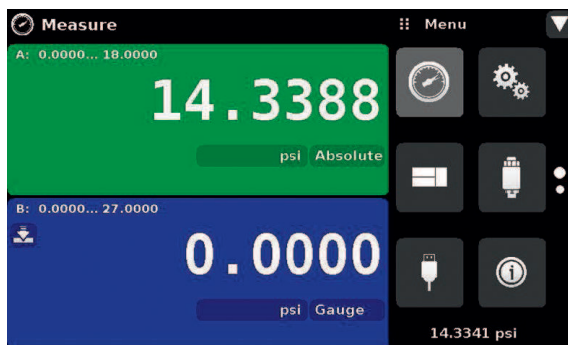 Measure
A: 0.0000... 18.0000
14.3388
psi Absolute
B: 0.0000... 27.0000
0.0000
psi Gauge
Menu
14.3341 psi